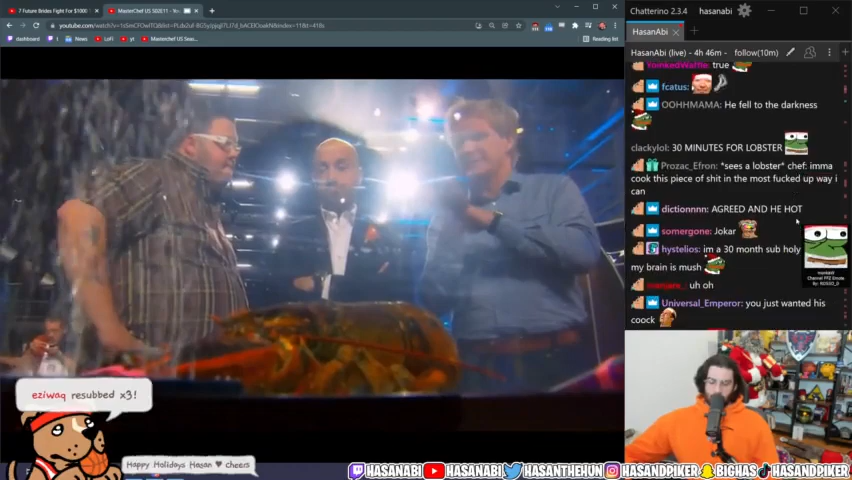 7 Future Brides Fight For $1000
MasterChef US S02E11
Chatterino 2.3.4
hasanabi
HasanAbi
dashboard
News
LoFi
yt
Masterchef US Seas...
Reading list
HasanAbi (live) - 4h 46m - follow(10m)
YoinkedWaffle: true
fcatus:
OOHHMAMA: He fell to the darkness
clackylol: 30 MINUTES FOR LOBSTER
Prozac_Efron: *sees a lobster* chef: imma
cook this piece of shit in the most fucked up way i
can
dictionnn: AGREED AND HE HOT
somergone: Jokar
hystelios: im a 30 month sub holy
my brain is mush
uh oh
Universal_Emperor: you just wanted his
coock
eziwaq resubbed x3!
Happy Holidays Hasan ♥ cheers
HASANABI
HASANABI
HASANTHEHUN
HASANDPIKER
BIGHAS
HASANDPIKER